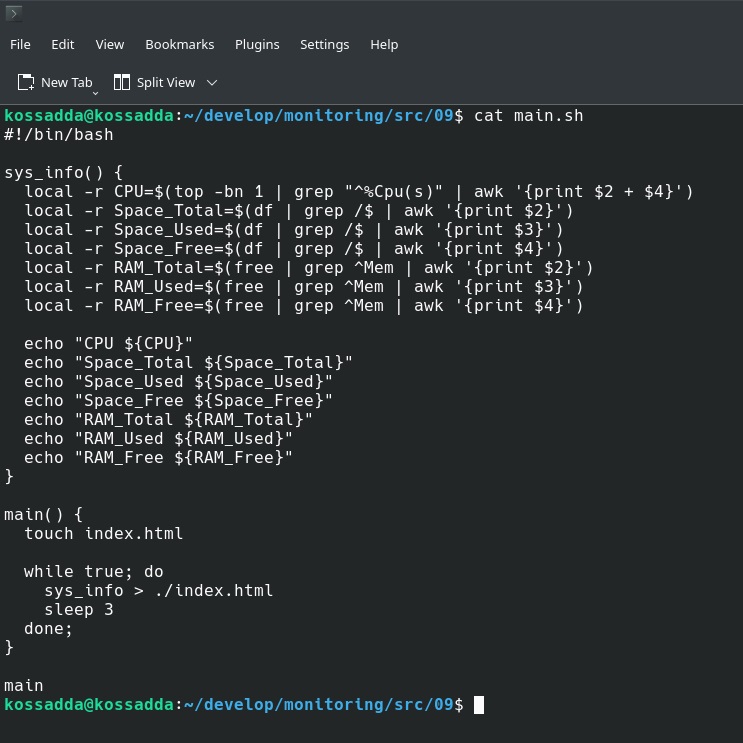 File Edit View Bookmarks Plugins Settings Help
New Tab Split View
kossadda@kossadda:~/develop/monitoring/src/09$ cat main.sh
#!/bin/bash

sys_info() {
  local -r CPU=$(top -bn 1 | grep "^%Cpu(s)" | awk '{print $2 + $4}')
  local -r Space_Total=$(df | grep /$ | awk '{print $2}')
  local -r Space_Used=$(df | grep /$ | awk '{print $3}')
  local -r Space_Free=$(df | grep /$ | awk '{print $4}')
  local -r RAM_Total=$(free | grep ^Mem | awk '{print $2}')
  local -r RAM_Used=$(free | grep ^Mem | awk '{print $3}')
  local -r RAM_Free=$(free | grep ^Mem | awk '{print $4}')

  echo "CPU ${CPU}"
  echo "Space_Total ${Space_Total}"
  echo "Space_Used ${Space_Used}"
  echo "Space_Free ${Space_Free}"
  echo "RAM_Total ${RAM_Total}"
  echo "RAM_Used ${RAM_Used}"
  echo "RAM_Free ${RAM_Free}"
}

main() {
  touch index.html

  while true; do
    sys_info > ./index.html
    sleep 3
  done;
}

main
kossadda@kossadda:~/develop/monitoring/src/09$